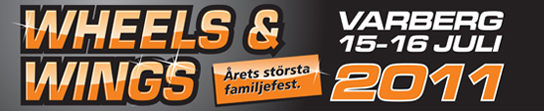 WHEELS &
WINGS
Årets största
familjefest.
VARBERG
15-16 JULI
2011